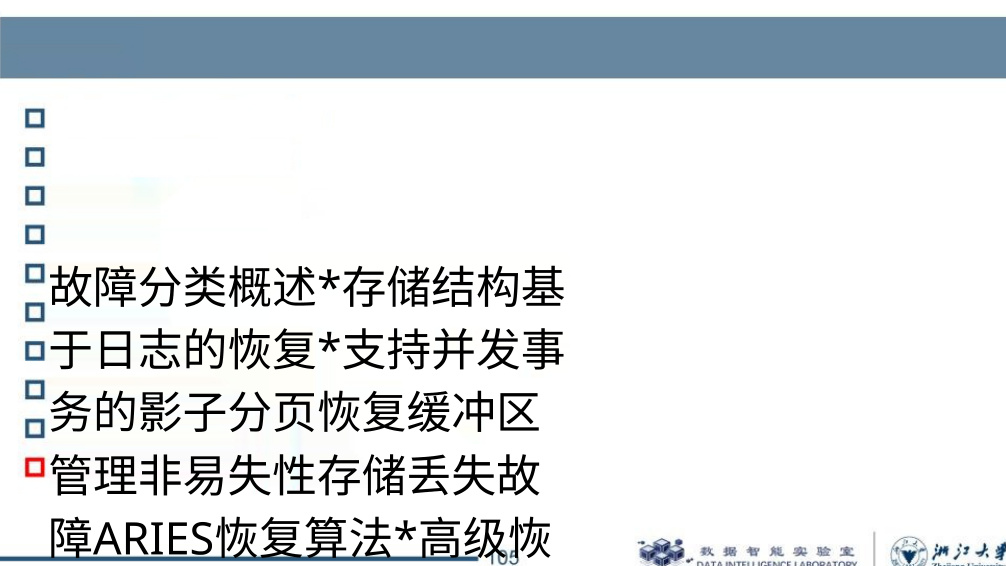 故障分类概述*存储结构基
于日志的恢复*支持并发事
务的影子分页恢复缓冲区
管理非易失性存储丢失故
障ARIES恢复算法*高级恢
105
数据智能实验室
DATA INTELLIGENCE LABORATORY
浙江大学